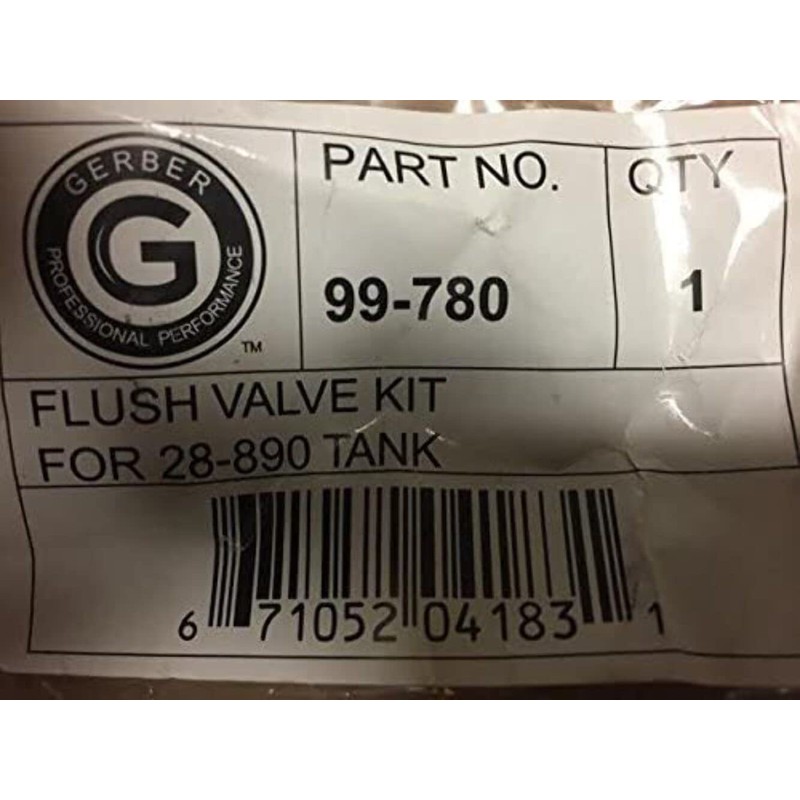 GERBER
G
PROFESSIONAL PERFORMANCE
TM
PART NO.
QTY
99-780
1
FLUSH VALVE KIT
FOR 28-890 TANK
6 71052 04183 1